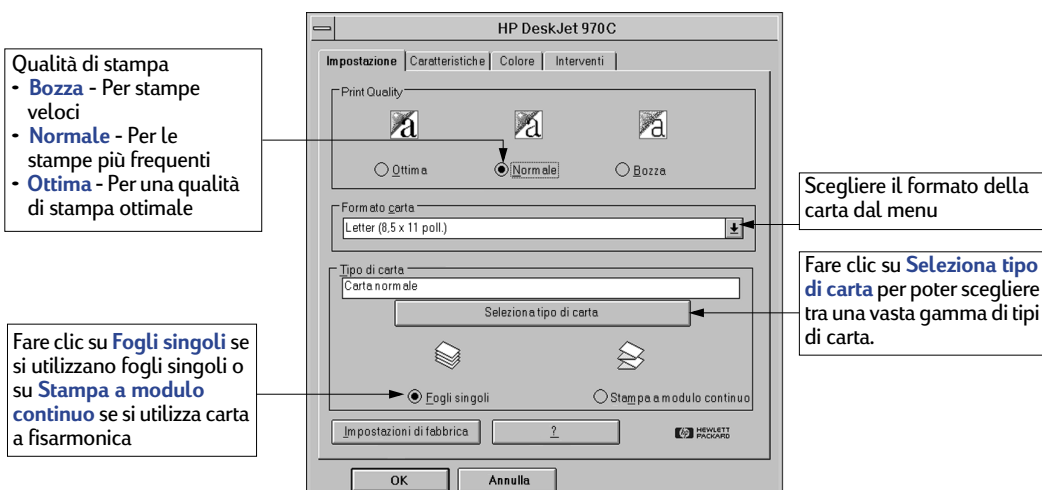 HP DeskJet 970C
Impostazione Caratteristiche Colore Interventi
Print Quality
a a a
Ottima Normale Bozza
Formato carta
Letter (8,5 x 11 poll.)
Tipo di carta
Carta normale
Seleziona tipo di carta
Fogli singoli Stampa a modulo continuo
Impostazioni di fabbrica ? hp HEWLETT
PACKARD
OK Annulla
Qualità di stampa
• Bozza - Per stampe
veloci
• Normale - Per le
stampe più frequenti
• Ottima - Per una qualità
di stampa ottimale
Fare clic su Fogli singoli se
si utilizzano fogli singoli o
su Stampa a modulo
continuo se si utilizza carta
a fisarmonica
Scegliere il formato della
carta dal menu
Fare clic su Seleziona tipo
di carta per poter scegliere
tra una vasta gamma di tipi
di carta.